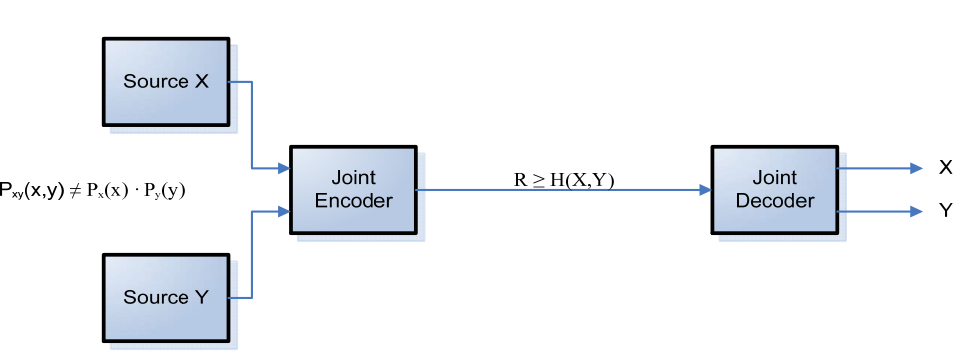 Source X
Joint
Encoder
R ≥ H(X,Y)
Joint
Decoder
X
Y
Pxy(x,y) ≠ Px(x) · Py(y)
Source Y